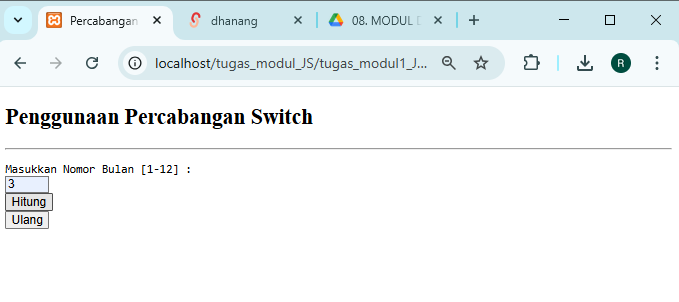 Percabangan
dhanang
08. MODUL D
localhost/tugas_modul_JS/tugas_modul1_J...
R
Penggunaan Percabangan Switch
Masukkan Nomor Bulan [1-12] :
3
Hitung
Ulang